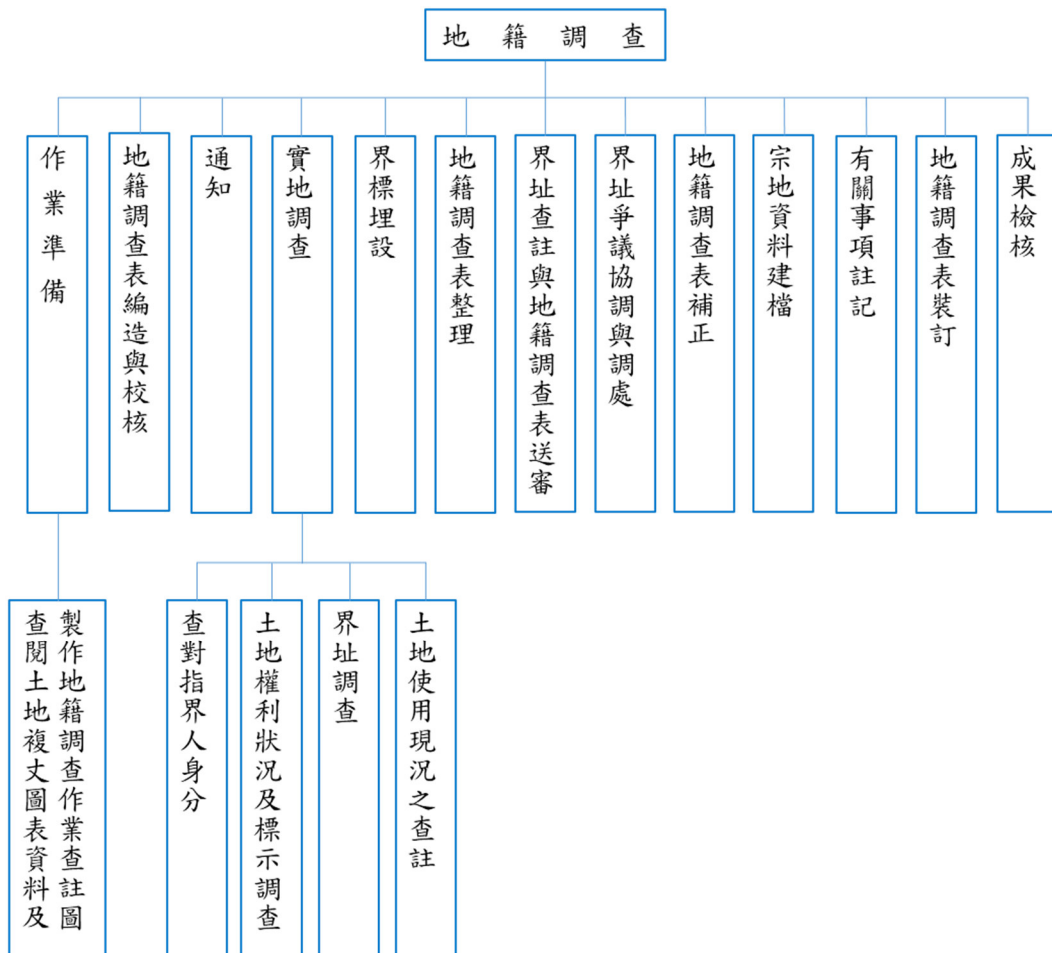 地籍調查
作業準備
地籍調查表編造與校核
通知
實地調查
界標埋設
地籍調查表整理
界址查註與地籍調查表送審
界址爭議協調與調處
地籍調查表補正
宗地資料建檔
有關事項註記
地籍調查表裝訂
成果檢核
查閱土地複丈圖表資料及
製作地籍調查作業查註圖
查對指界人身分
土地權利狀況及標示調查
界址調查
土地使用現況之查註